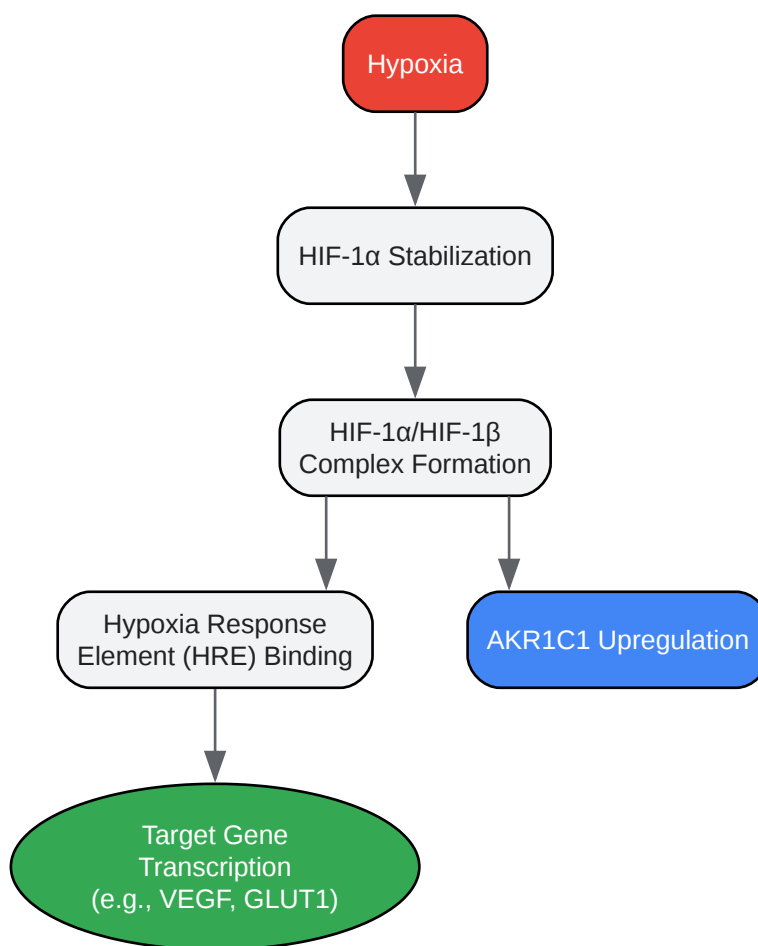 Hypoxia
HIF-1α Stabilization
HIF-1α/HIF-1β
Complex Formation
Hypoxia Response
Element (HRE) Binding
AKR1C1 Upregulation
Target Gene
Transcription
(e.g., VEGF, GLUT1)